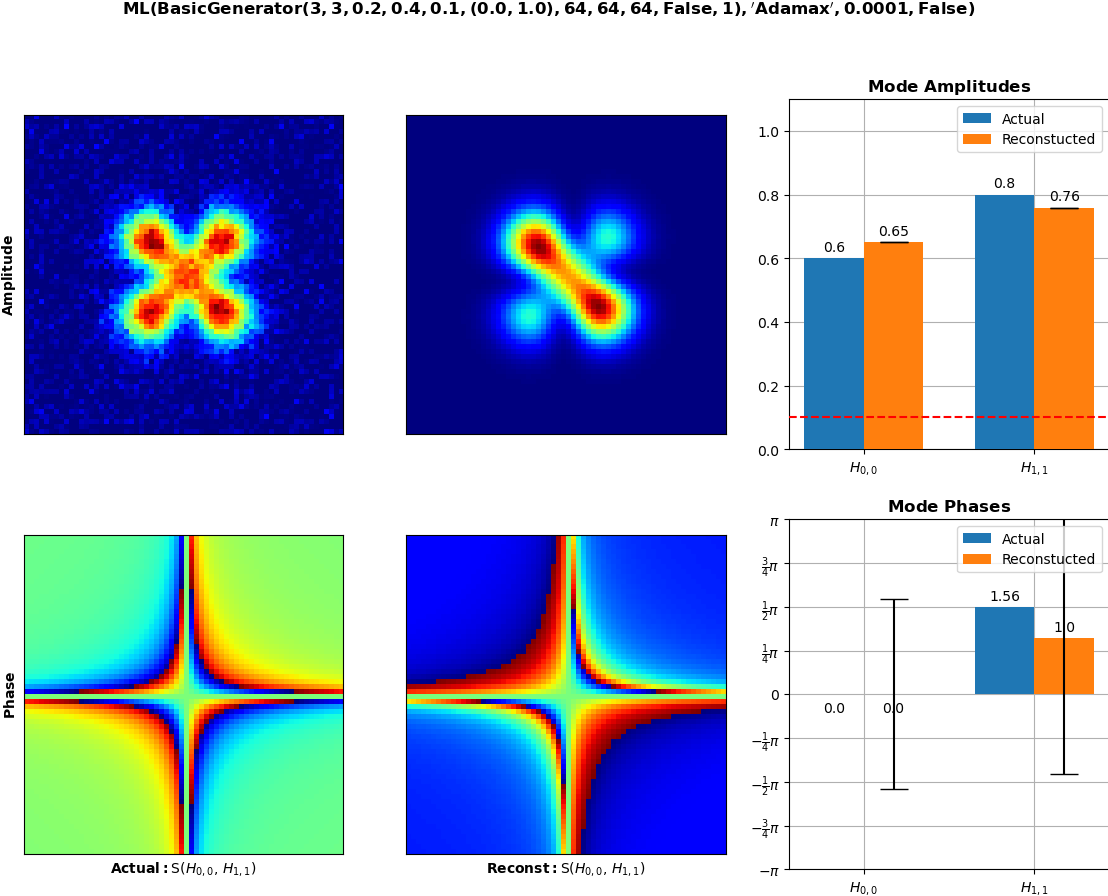 ML(BasicGenerator(3, 3, 0.2, 0.4, 0.1, (0.0, 1.0), 64, 64, 64, False, 1), ′Adamax′, 0.0001, False)
Amplitude
Mode Amplitudes
Actual
Reconstucted
1.0
0.8
0.6
0.4
0.2
0.0
0.6
0.65
0.8
0.76
H0,0
H1,1
Phase
Actual: S(H0,0, H1,1)
Reconst: S(H0,0, H1,1)
Mode Phases
Actual
Reconstucted
π
3/4π
1/2π
1/4π
0
−1/4π
−1/2π
−3/4π
−π
0.0
0.0
1.56
1.0
H0,0
H1,1